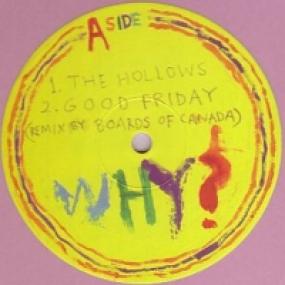 A SIDE
1. THE HOLLOWS
2. GOOD FRIDAY
(REMIX BY BOARDS OF CANADA)
WHY?